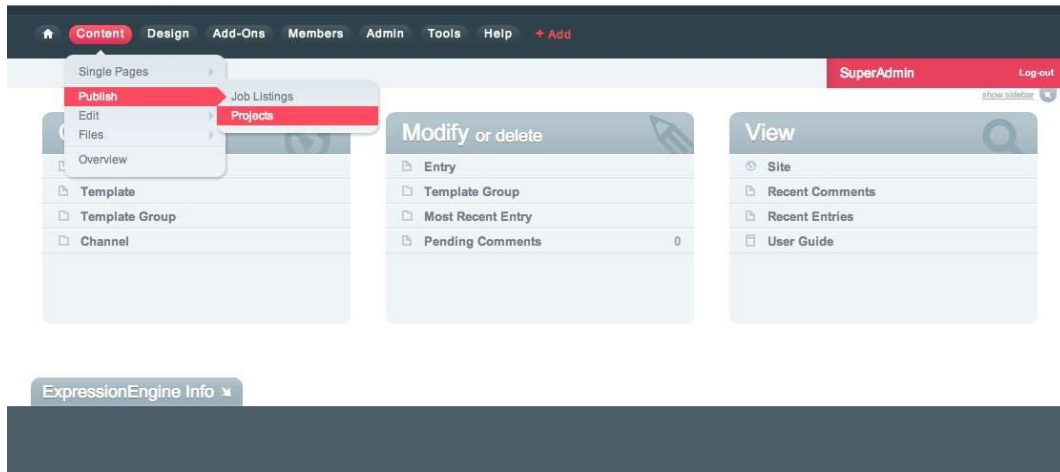 Content Design Add-Ons Members Admin Tools Help + Add
SuperAdmin Log-out
show sidebar
Single Pages
Publish
Edit
Files
Overview
Job Listings
Projects
Template
Template Group
Channel
Modify or delete
Entry
Template Group
Most Recent Entry
Pending Comments 0
View
Site
Recent Comments
Recent Entries
User Guide
ExpressionEngine Info